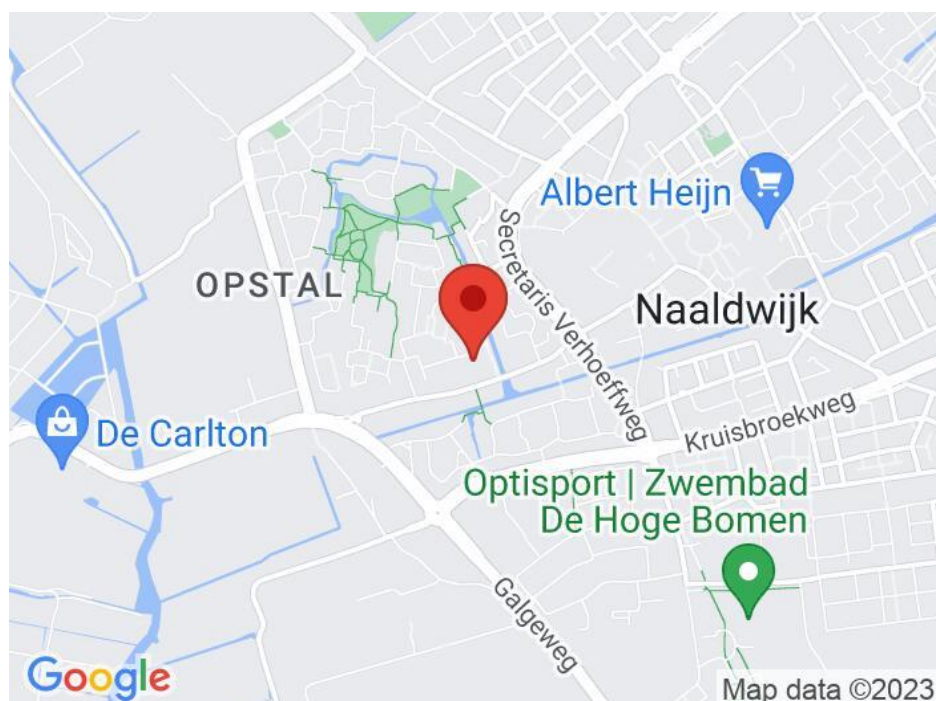 Albert Heijn
Secretaris Verhoeffweg
OPSTAL
Naaldwijk
De Carlton
Kruisbroekweg
Optisport | Zwembad
De Hoge Bomen
Galgeweg
Google
Map data ©2023